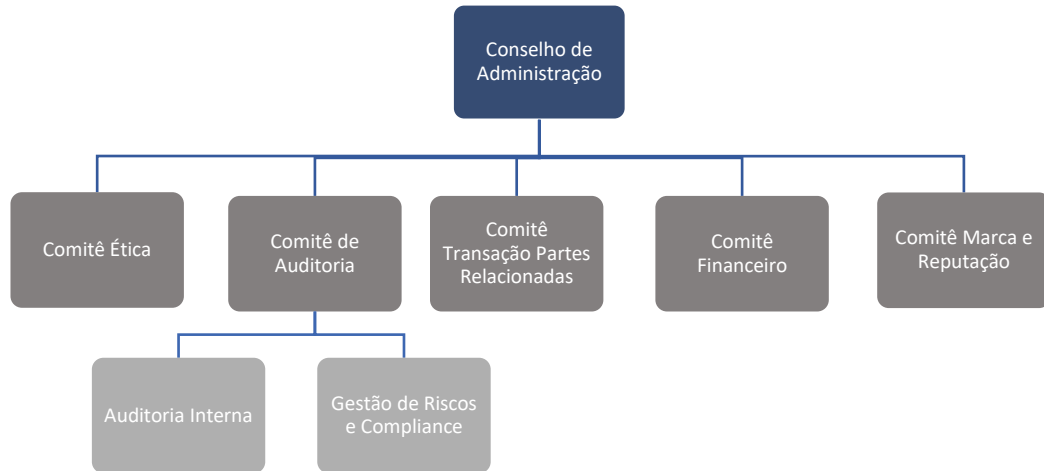 Conselho de
Administração
Comitê Ética
Comitê de
Auditoria
Comitê
Transação Partes
Relacionadas
Comitê
Financeiro
Comitê Marca e
Reputação
Auditoria Interna
Gestão de Riscos
e Compliance